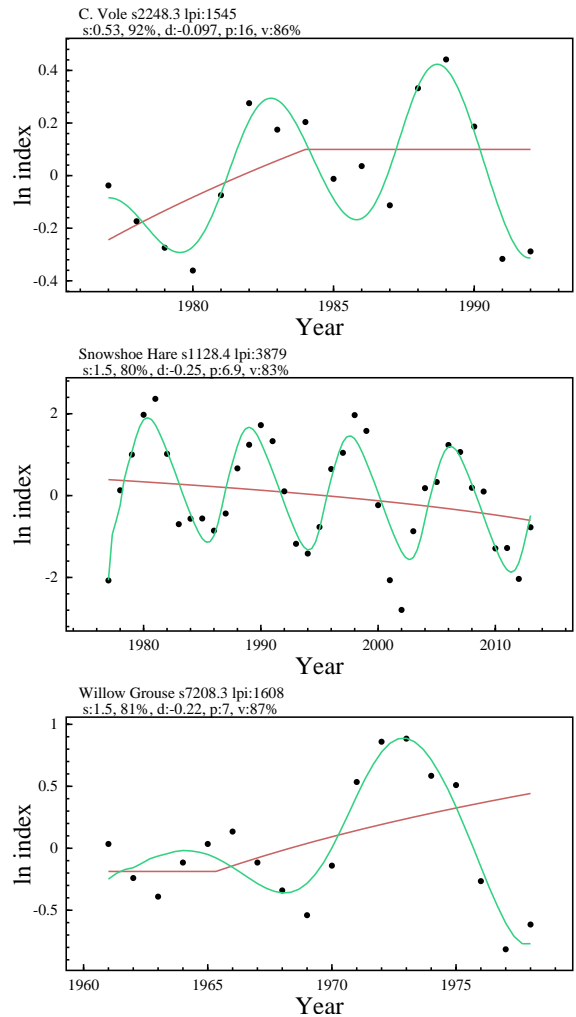 C. Vole s2248.3 lpi:1545
s:0.53, 92%, d:-0.097, p:16, v:86%
0.4
0.2
0
-0.2
-0.4
ln index
1980 1985 1990
Year
Snowshoe Hare s1128.4 lpi:3879
s:1.5, 80%, d:-0.25, p:6.9, v:83%
2
0
-2
ln index
1980 1990 2000 2010
Year
Willow Grouse s7208.3 lpi:1608
s:1.5, 81%, d:-0.22, p:7, v:87%
1
0.5
0
-0.5
ln index
1960 1965 1970 1975
Year